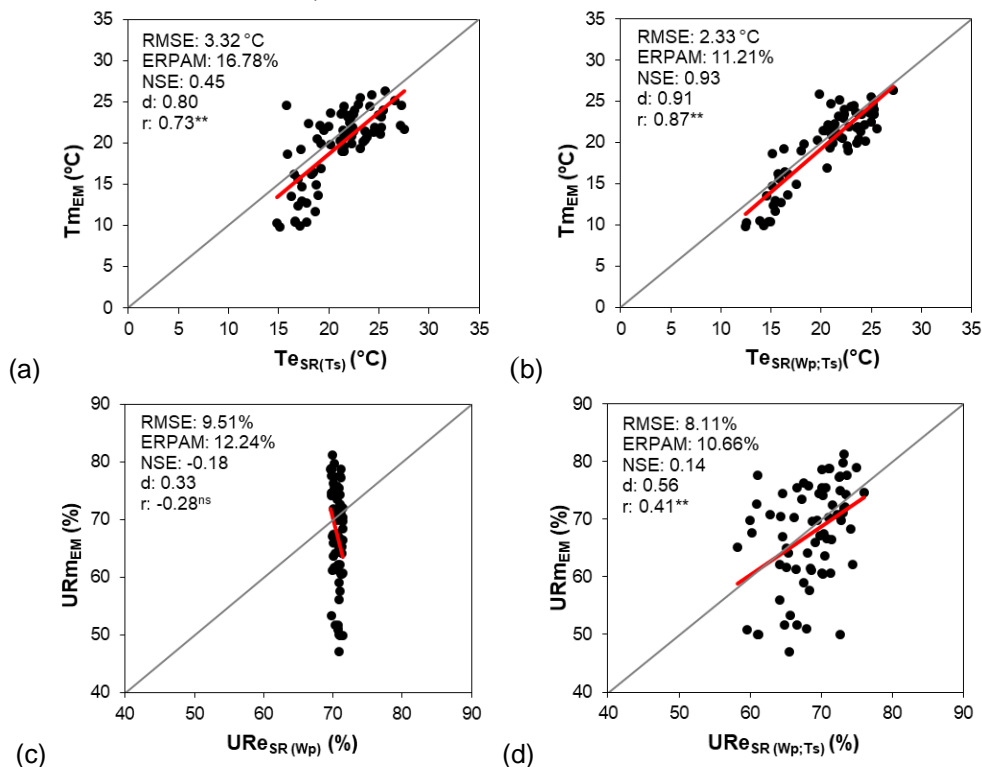 RMSE: 3.32 °C
ERPAM: 16.78%
NSE: 0.45
d: 0.80
r: 0.73**
35
30
25
20
15
10
5
0
TmEM (°C)
0 5 10 15 20 25 30 35
TeSR(Ts) (°C)
(a)
RMSE: 2.33 °C
ERPAM: 11.21%
NSE: 0.93
d: 0.91
r: 0.87**
35
30
25
20
15
10
5
0
TmEM (°C)
0 5 10 15 20 25 30 35
TeSR(Wp;Ts)(°C)
(b)
RMSE: 9.51%
ERPAM: 12.24%
NSE: -0.18
d: 0.33
r: -0.28ns
90
80
70
60
50
40
URmEM (%)
40 50 60 70 80 90
UReSR (Wp) (%)
(c)
RMSE: 8.11%
ERPAM: 10.66%
NSE: 0.14
d: 0.56
r: 0.41**
90
80
70
60
50
40
URmEM (%)
40 50 60 70 80 90
UReSR (Wp;Ts) (%)
(d)